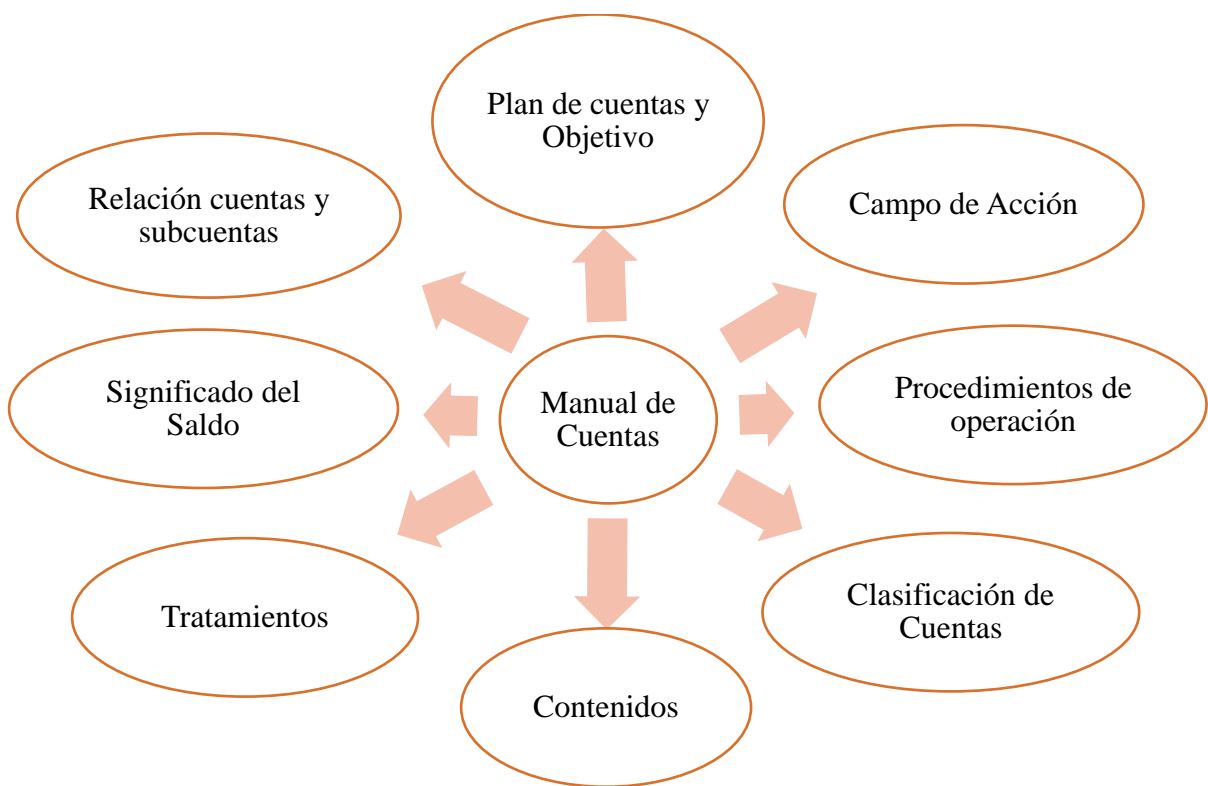 Plan de cuentas y
Objetivo
Relación cuentas y
subcuentas
Campo de Acción
Significado del
Saldo
Manual de
Cuentas
Procedimientos de
operación
Tratamientos
Clasificación de
Cuentas
Contenidos